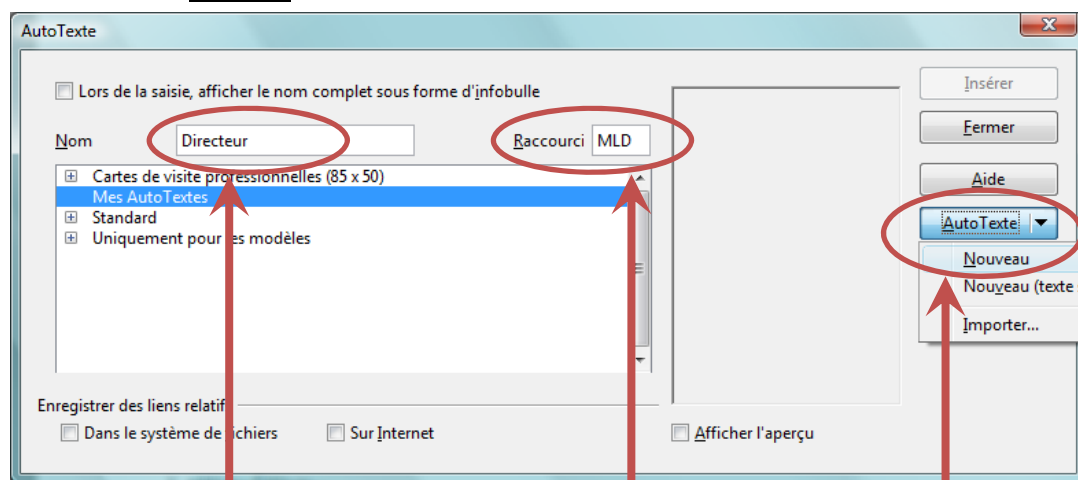 AutoTexte
Lors de la saisie, afficher le nom complet sous forme d'infobulle
Insérer
Nom Directeur Raccourci MLD
Fermer
Cartes de visite professionnelles (85 x 50)
Mes AutoTextes
Standard
Uniquement pour les modèles
Aide
AutoTexte
Nouveau
Nouveau (texte
Importer...
Enregistrer des liens relatifs
Dans le système de fichiers Sur Internet Afficher l'aperçu